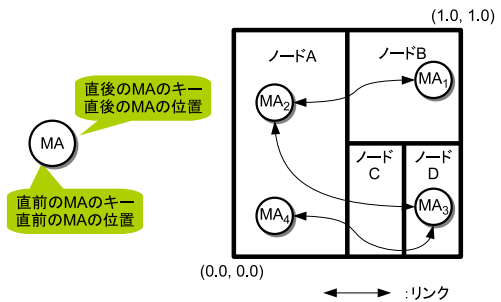 (1.0, 1.0)
ノードA
ノードB
直後のMAのキー
直後のMAの位置
MA
直前のMAのキー
直前のMAの位置
MA1
MA2
ノード
C
ノード
D
MA3
MA4
(0.0, 0.0)
:リンク